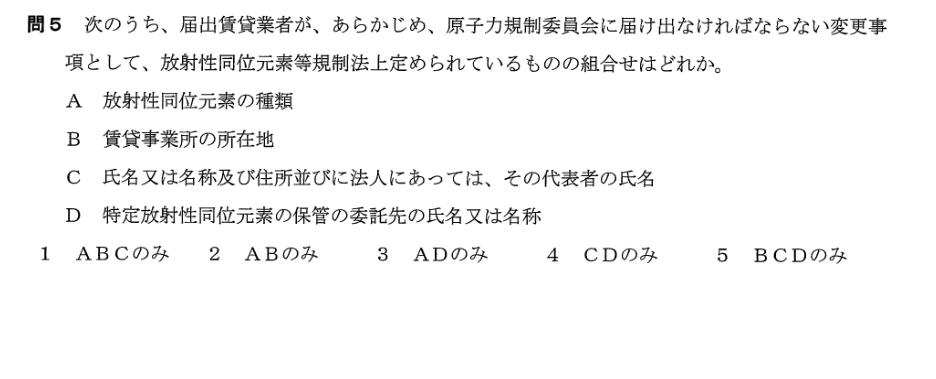 問5 次のうち、届出賃貸業者が、あらかじめ、原子力規制委員会に届け出なければならない変更事
項として、放射性同位元素等規制法上定められているものの組合せはどれか。
A 放射性同位元素の種類
B 賃貸事業所の所在地
C 氏名又は名称及び住所並びに法人にあっては、その代表者の氏名
D 特定放射性同位元素の保管の委託先の氏名又は名称
1 ABCのみ 2 ABのみ 3 ADのみ 4 CDのみ 5 BCDのみ